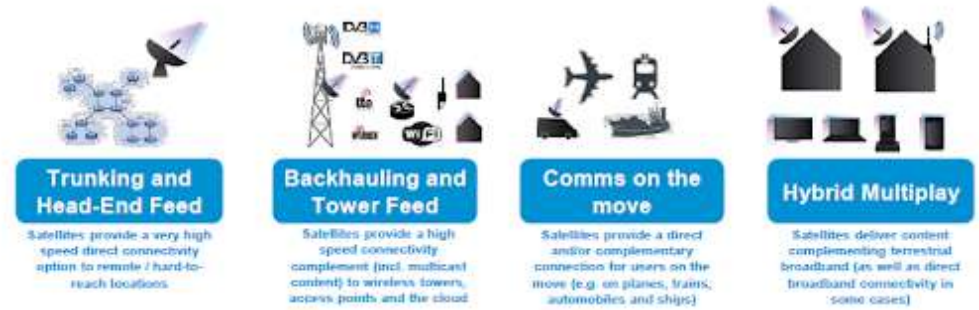 DVB H
DVB T
LTE
WiFi
Trunking and
Head-End Feed
Satellites provide a very high
speed direct connectivity
option to remote / hard-to-
reach locations
Backhauling and
Tower Feed
Satellites provide a high
speed connectivity
complement (incl. multicast
content) to wireless towers,
access points and the cloud
Comms on the
move
Satellites provide a direct
and/or complementary
connection for users on the
move (e.g. on planes, trains,
automobiles and ships)
Hybrid Multiplay
Satellites deliver content
complementing terrestrial
broadband (as well as direct
broadband connectivity in
some cases)